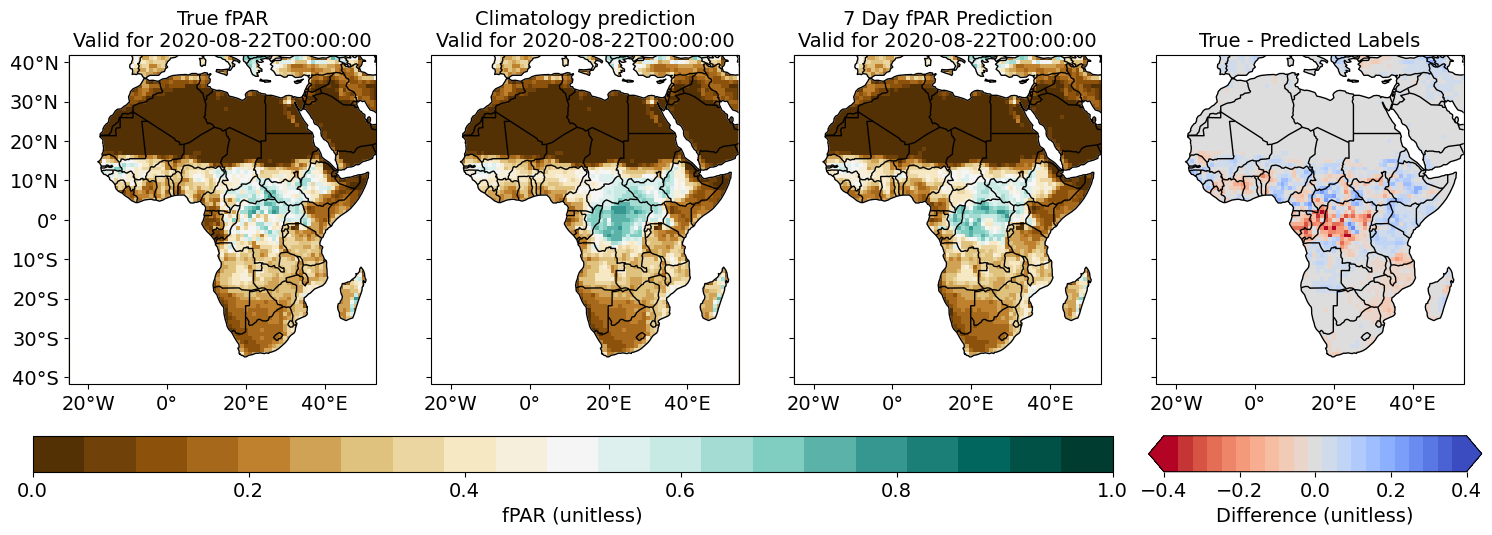 True fPAR
Valid for 2020-08-22T00:00:00
Climatology prediction
Valid for 2020-08-22T00:00:00
7 Day fPAR Prediction
Valid for 2020-08-22T00:00:00
True - Predicted Labels
40°N
30°N
20°N
10°N
0°
10°S
20°S
30°S
40°S
20°W 0° 20°E 40°E
20°W 0° 20°E 40°E
20°W 0° 20°E 40°E
20°W 0° 20°E 40°E
0.0 0.2 0.4 0.6 0.8 1.0
fPAR (unitless)
−0.4 −0.2 0.0 0.2 0.4
Difference (unitless)